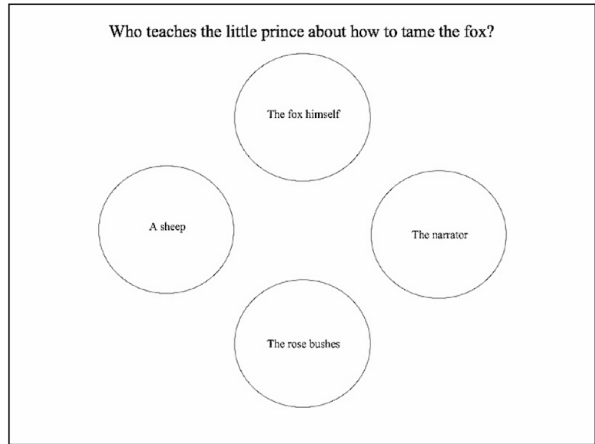 Who teaches the little prince about how to tame the fox?
The fox himself
A sheep
The narrator
The rose bushes